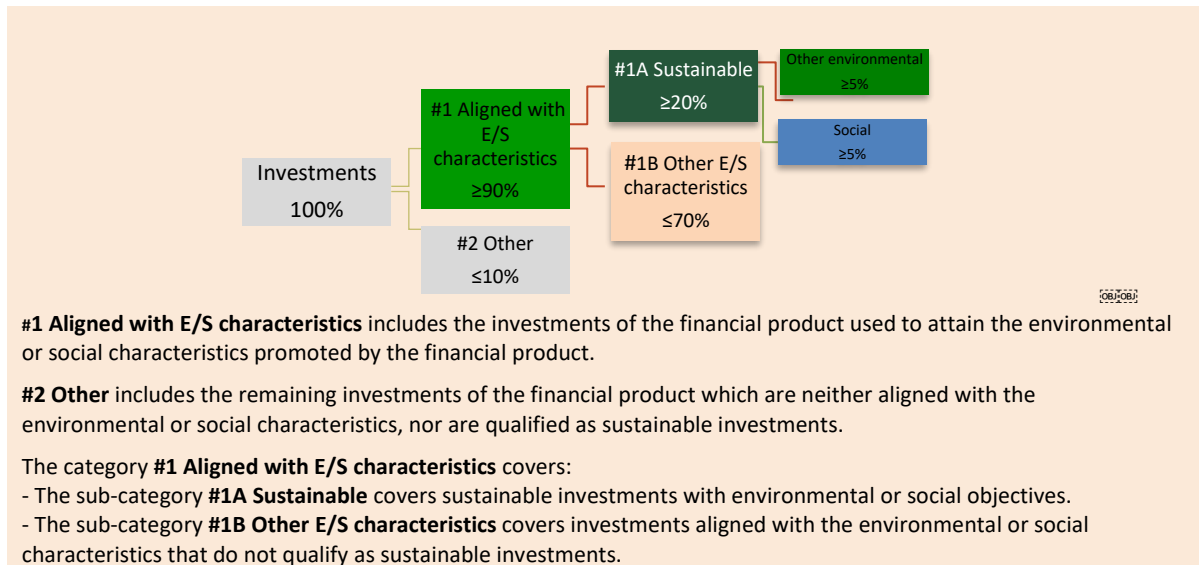 Investments
100%
#1 Aligned with
E/S
characteristics
≥90%
#2 Other
≤10%
#1A Sustainable
≥20%
#1B Other E/S
characteristics
≤70%
Other environmental
≥5%
Social
≥5%
OBJ OBJ
#1 Aligned with E/S characteristics includes the investments of the financial product used to attain the environmental
or social characteristics promoted by the financial product.
#2 Other includes the remaining investments of the financial product which are neither aligned with the
environmental or social characteristics, nor are qualified as sustainable investments.
The category #1 Aligned with E/S characteristics covers:
- The sub-category #1A Sustainable covers sustainable investments with environmental or social objectives.
- The sub-category #1B Other E/S characteristics covers investments aligned with the environmental or social
characteristics that do not qualify as sustainable investments.